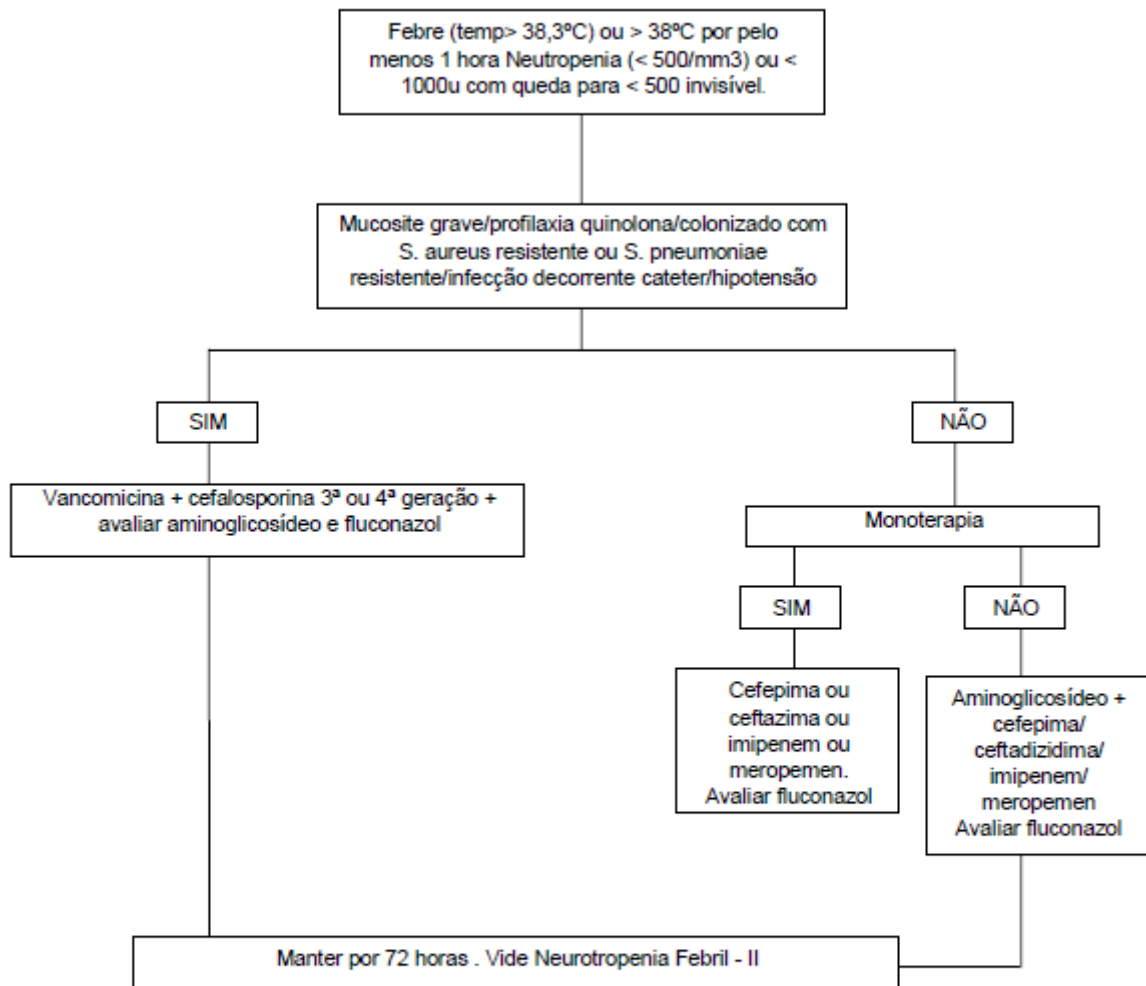 Febre (temp> 38,3ºC) ou > 38ºC por pelo
menos 1 hora Neutropenia (< 500/mm3) ou <
1000u com queda para < 500 invisível.
Mucosite grave/profilaxia quinolona/colonizado com
S. aureus resistente ou S. pneumoniae
resistente/infecção decorrente cateter/hipotensão
SIM
NÃO
Vancomicina + cefalosporina 3ª ou 4ª geração +
avaliar aminoglicosídeo e fluconazol
Monoterapia
SIM
NÃO
Cefepima ou
ceftazima ou
imipenem ou
meropemen.
Avaliar fluconazol
Aminoglicosídeo +
cefepima/
ceftadizidima/
imipenem/
meropemen
Avaliar fluconazol
Manter por 72 horas . Vide Neurotropenia Febril - II